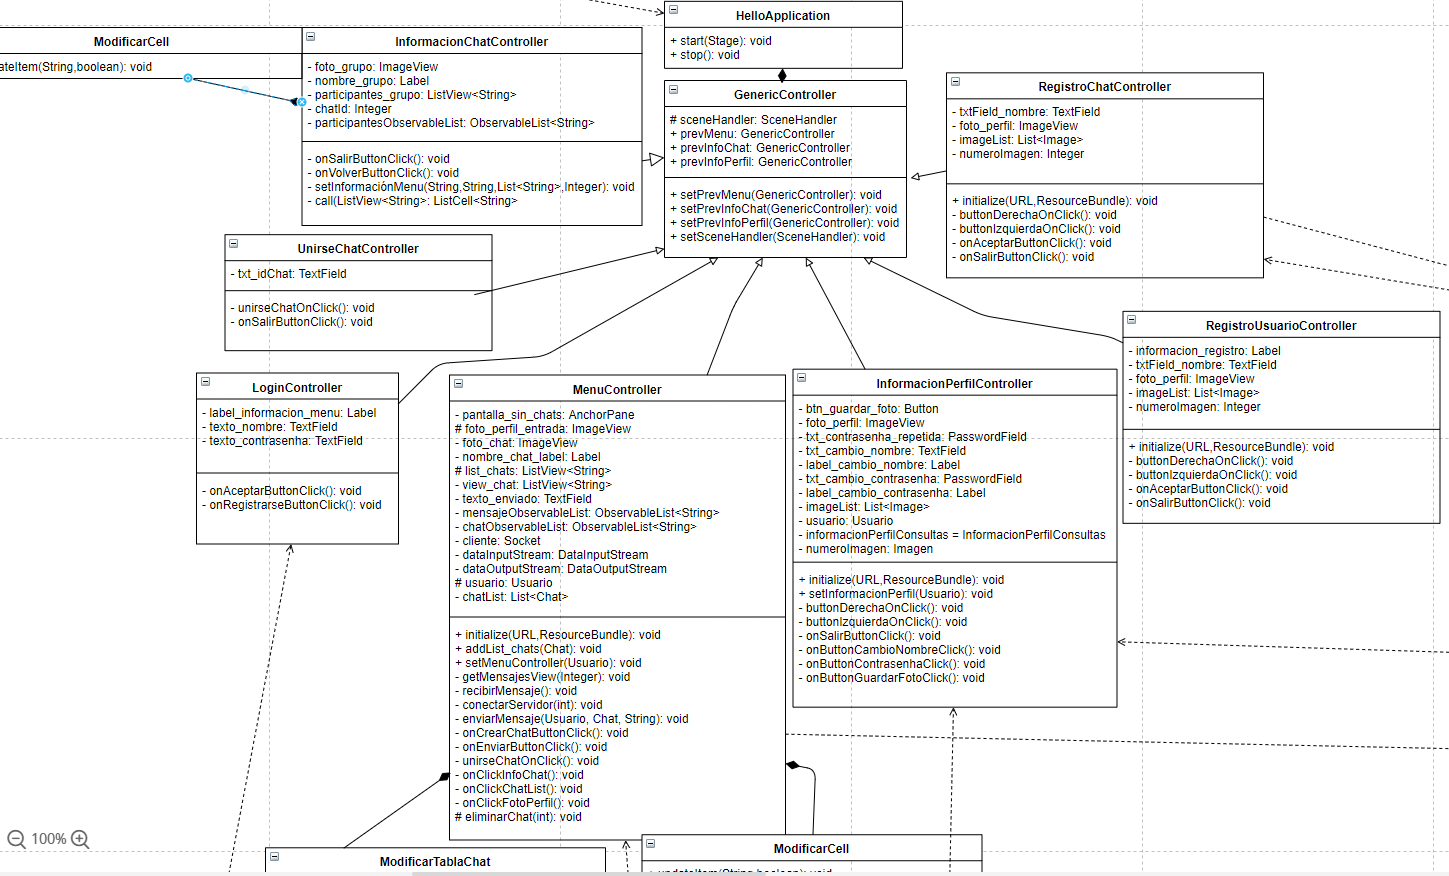 HelloApplication
+ start(Stage): void
+ stop(): void
ModificarCell
ateItem(String,boolean): void
InformacionChatController
- foto_grupo: ImageView
- nombre_grupo: Label
- participantes_grupo: ListView<String>
- chatId: Integer
- participantesObservableList: ObservableList<String>
- onSalirButtonClick(): void
- onVolverButtonClick(): void
- setInformaciónMenu(String,String,List<String>,Integer): void
- call(ListView<String>: ListCell<String>
GenericController
# sceneHandler: SceneHandler
+ prevMenu: GenericController
+ prevInfoChat: GenericController
+ prevInfoPerfil: GenericController
+ setPrevMenu(GenericController): void
+ setPrevInfoChat(GenericController): void
+ setPrevInfoPerfil(GenericController): void
+ setSceneHandler(SceneHandler): void
RegistroChatController
- txtField_nombre: TextField
- foto_perfil: ImageView
- imageList: List<Image>
- numeroImagen: Integer
+ initialize(URL,ResourceBundle): void
- buttonDerechaOnClick(): void
- buttonIzquierdaOnClick(): void
- onAceptarButtonClick(): void
- onSalirButtonClick(): void
UnirseChatController
- txt_idChat: TextField
- unirseChatOnClick(): void
- onSalirButtonClick(): void
RegistroUsuarioController
- informacion_registro: Label
- txtField_nombre: TextField
- foto_perfil: ImageView
- imageList: List<Image>
- numeroImagen: Integer
+ initialize(URL,ResourceBundle): void
- buttonDerechaOnClick(): void
- buttonIzquierdaOnClick(): void
- onAceptarButtonClick(): void
- onSalirButtonClick(): void
LoginController
- label_informacion_menu: Label
- texto_nombre: TextField
- texto_contrasenha: TextField
- onAceptarButtonClick(): void
- onRegistrarseButtonClick(): void
MenuController
- pantalla_sin_chats: AnchorPane
# foto_perfil_entrada: ImageView
- foto_chat: ImageView
- nombre_chat_label: Label
# list_chats: ListView<String>
- view_chat: ListView<String>
- texto_enviado: TextField
- mensajeObservableList: ObservableList<String>
- chatObservableList: ObservableList<String>
- cliente: Socket
- dataInputStream: DataInputStream
- dataOutputStream: DataOutputStream
# usuario: Usuario
- chatList: List<Chat>
+ initialize(URL,ResourceBundle): void
+ addList_chats(Chat): void
+ setMenuController(Usuario): void
- getMensajesView(Integer): void
- recibirMensaje(): void
- conectarServidor(int): void
- enviarMensaje(Usuario, Chat, String): void
- onCrearChatButtonClick(): void
- onEnviarButtonClick(): void
- unirseChatOnClick(): void
- onClickInfoChat(): void
- onClickChatList(): void
- onClickFotoPerfil(): void
# eliminarChat(int): void
InformacionPerfilController
- btn_guardar_foto: Button
- foto_perfil: ImageView
- txt_contrasenha_repetida: PasswordField
- txt_cambio_nombre: TextField
- label_cambio_nombre: Label
- txt_cambio_contrasenha: PasswordField
- label_cambio_contrasenha: Label
- imageList: List<Image>
- usuario: Usuario
- informacionPerfilConsultas = InformacionPerfilConsultas
- numeroImagen: Imagen
+ initialize(URL,ResourceBundle): void
+ setInformacionPerfil(Usuario): void
- buttonDerechaOnClick(): void
- buttonIzquierdaOnClick(): void
- onSalirButtonClick(): void
- onButtonCambioNombreClick(): void
- onButtonContrasenhaClick(): void
- onButtonGuardarFotoClick(): void
100%
ModificarTablaChat
ModificarCell